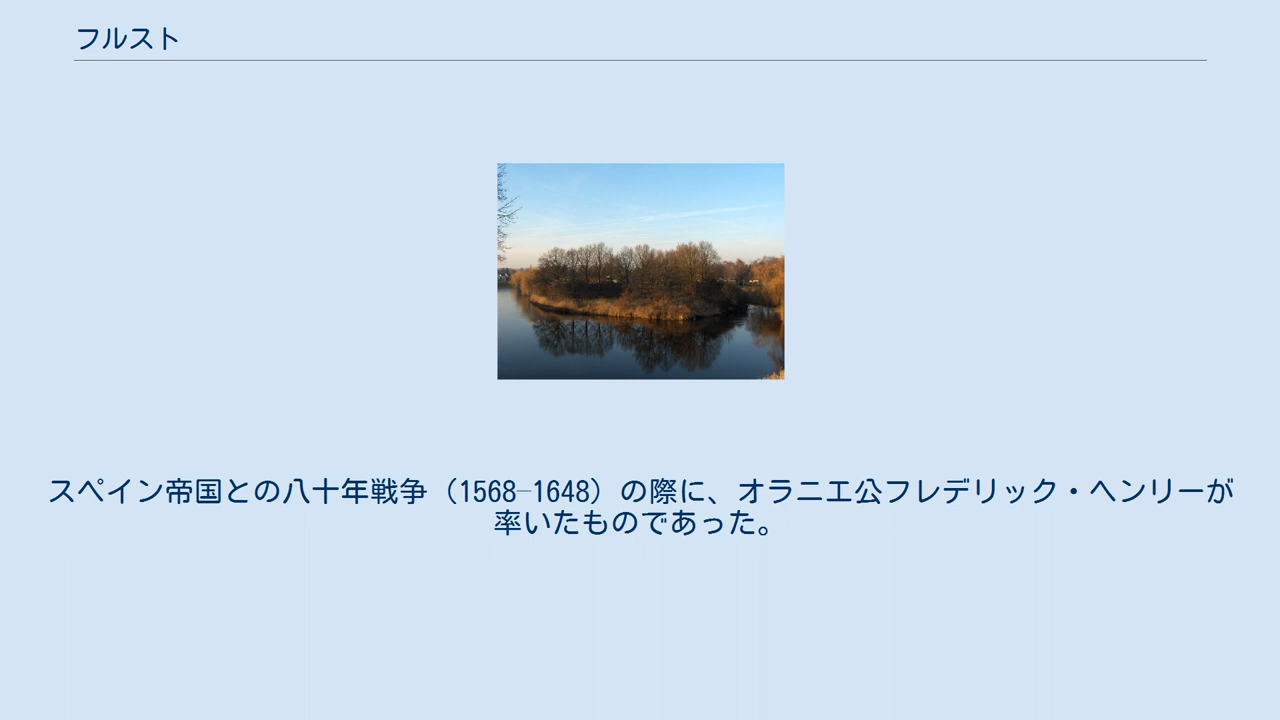 フルスト
スペイン帝国との八十年戦争（1568–1648）の際に、オラニエ公フレデリック・ヘンリーが
率いたものであった。